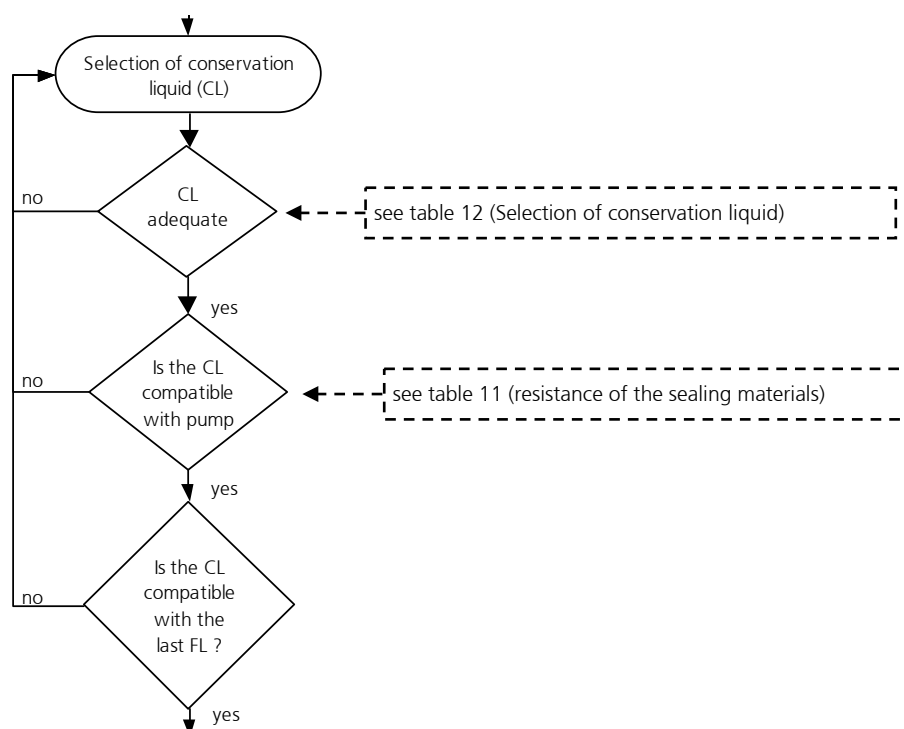 Selection of conservation
liquid (CL)
no
CL
adequate
see table 12 (Selection of conservation liquid)
yes
no
Is the CL
compatible
with pump
see table 11 (resistance of the sealing materials)
yes
no
Is the CL
compatible
with the
last FL ?
yes